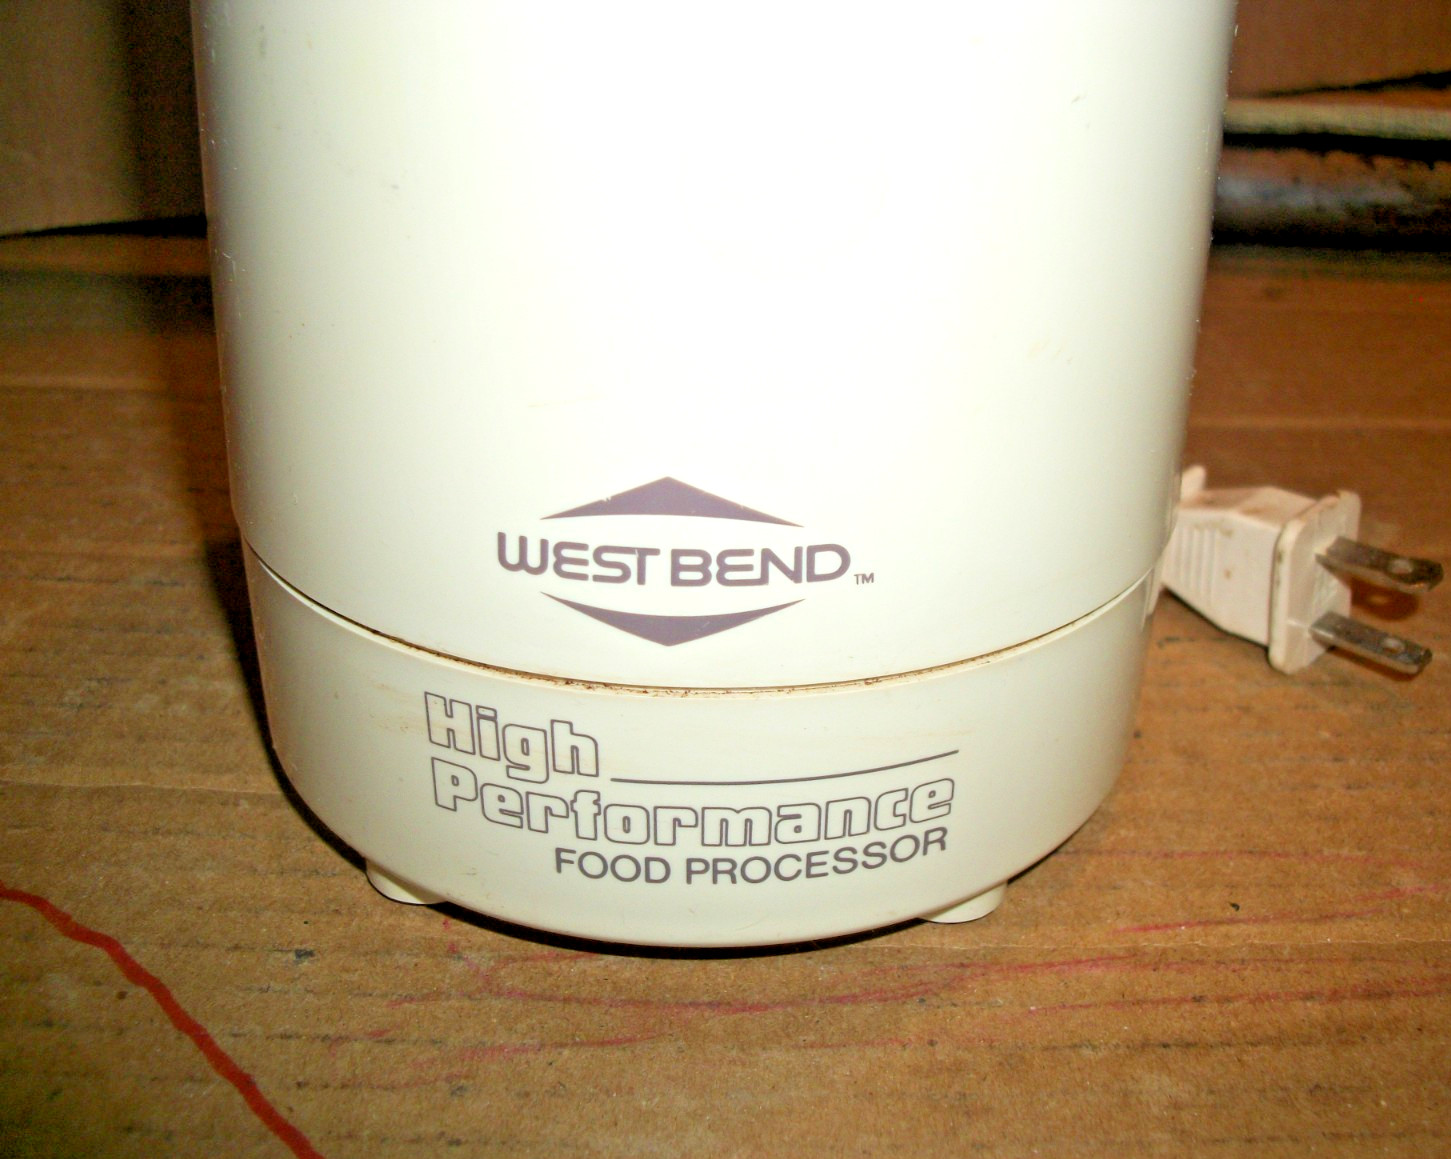 WEST BEND™
High
Performance
FOOD PROCESSOR